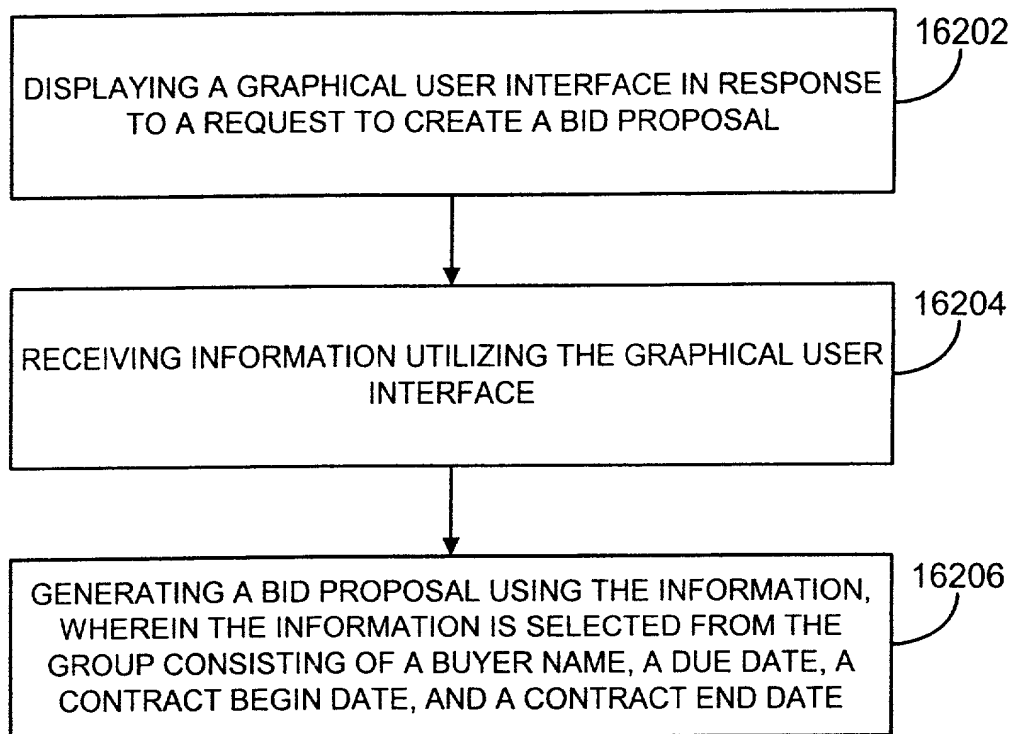 16202
DISPLAYING A GRAPHICAL USER INTERFACE IN RESPONSE
TO A REQUEST TO CREATE A BID PROPOSAL
16204
RECEIVING INFORMATION UTILIZING THE GRAPHICAL USER
INTERFACE
16206
GENERATING A BID PROPOSAL USING THE INFORMATION,
WHEREIN THE INFORMATION IS SELECTED FROM THE
GROUP CONSISTING OF A BUYER NAME, A DUE DATE, A
CONTRACT BEGIN DATE, AND A CONTRACT END DATE